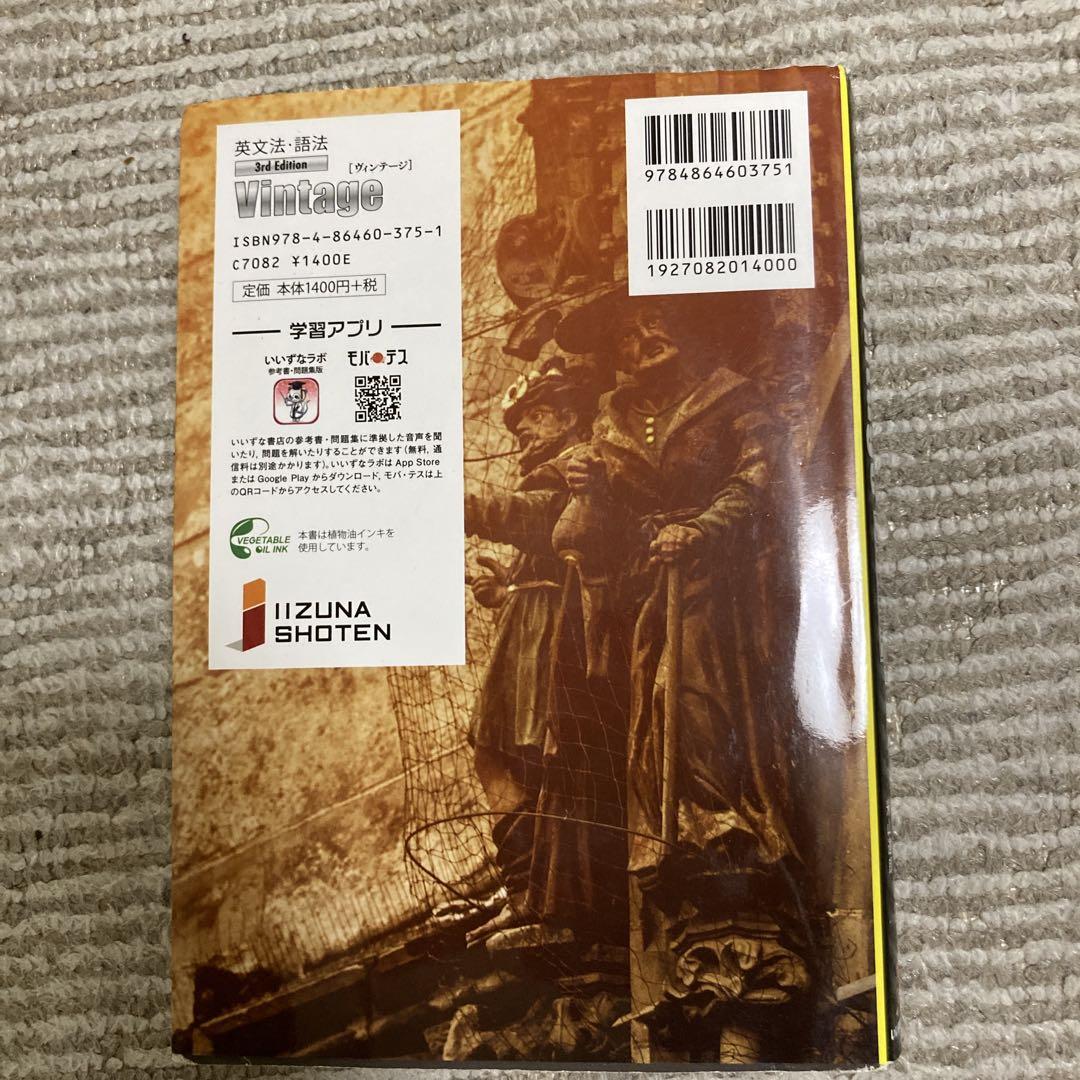 英文法・語法
3rd Edition
[ヴィンテージ]
Vintage
ISBN978-4-86460-375-1
C7082 ¥1400E
定価 本体1400円+税
学習アプリ
いいずなラボ
参考書・問題集版
モバ・テス
いいずな書店の参考書・問題集に準拠した音声を聞
いたり, 問題を解いたりすることができます(無料, 通
信料は別途かかります)。いいずなラボは App Store
または Google Play からダウンロード, モバ・テスは上
のQRコードからアクセスしてください。
VEGETABLE
OIL INK
本書は植物油インキを
使用しています。
IIZUNA
SHOTEN
9784864603751
1927082014000